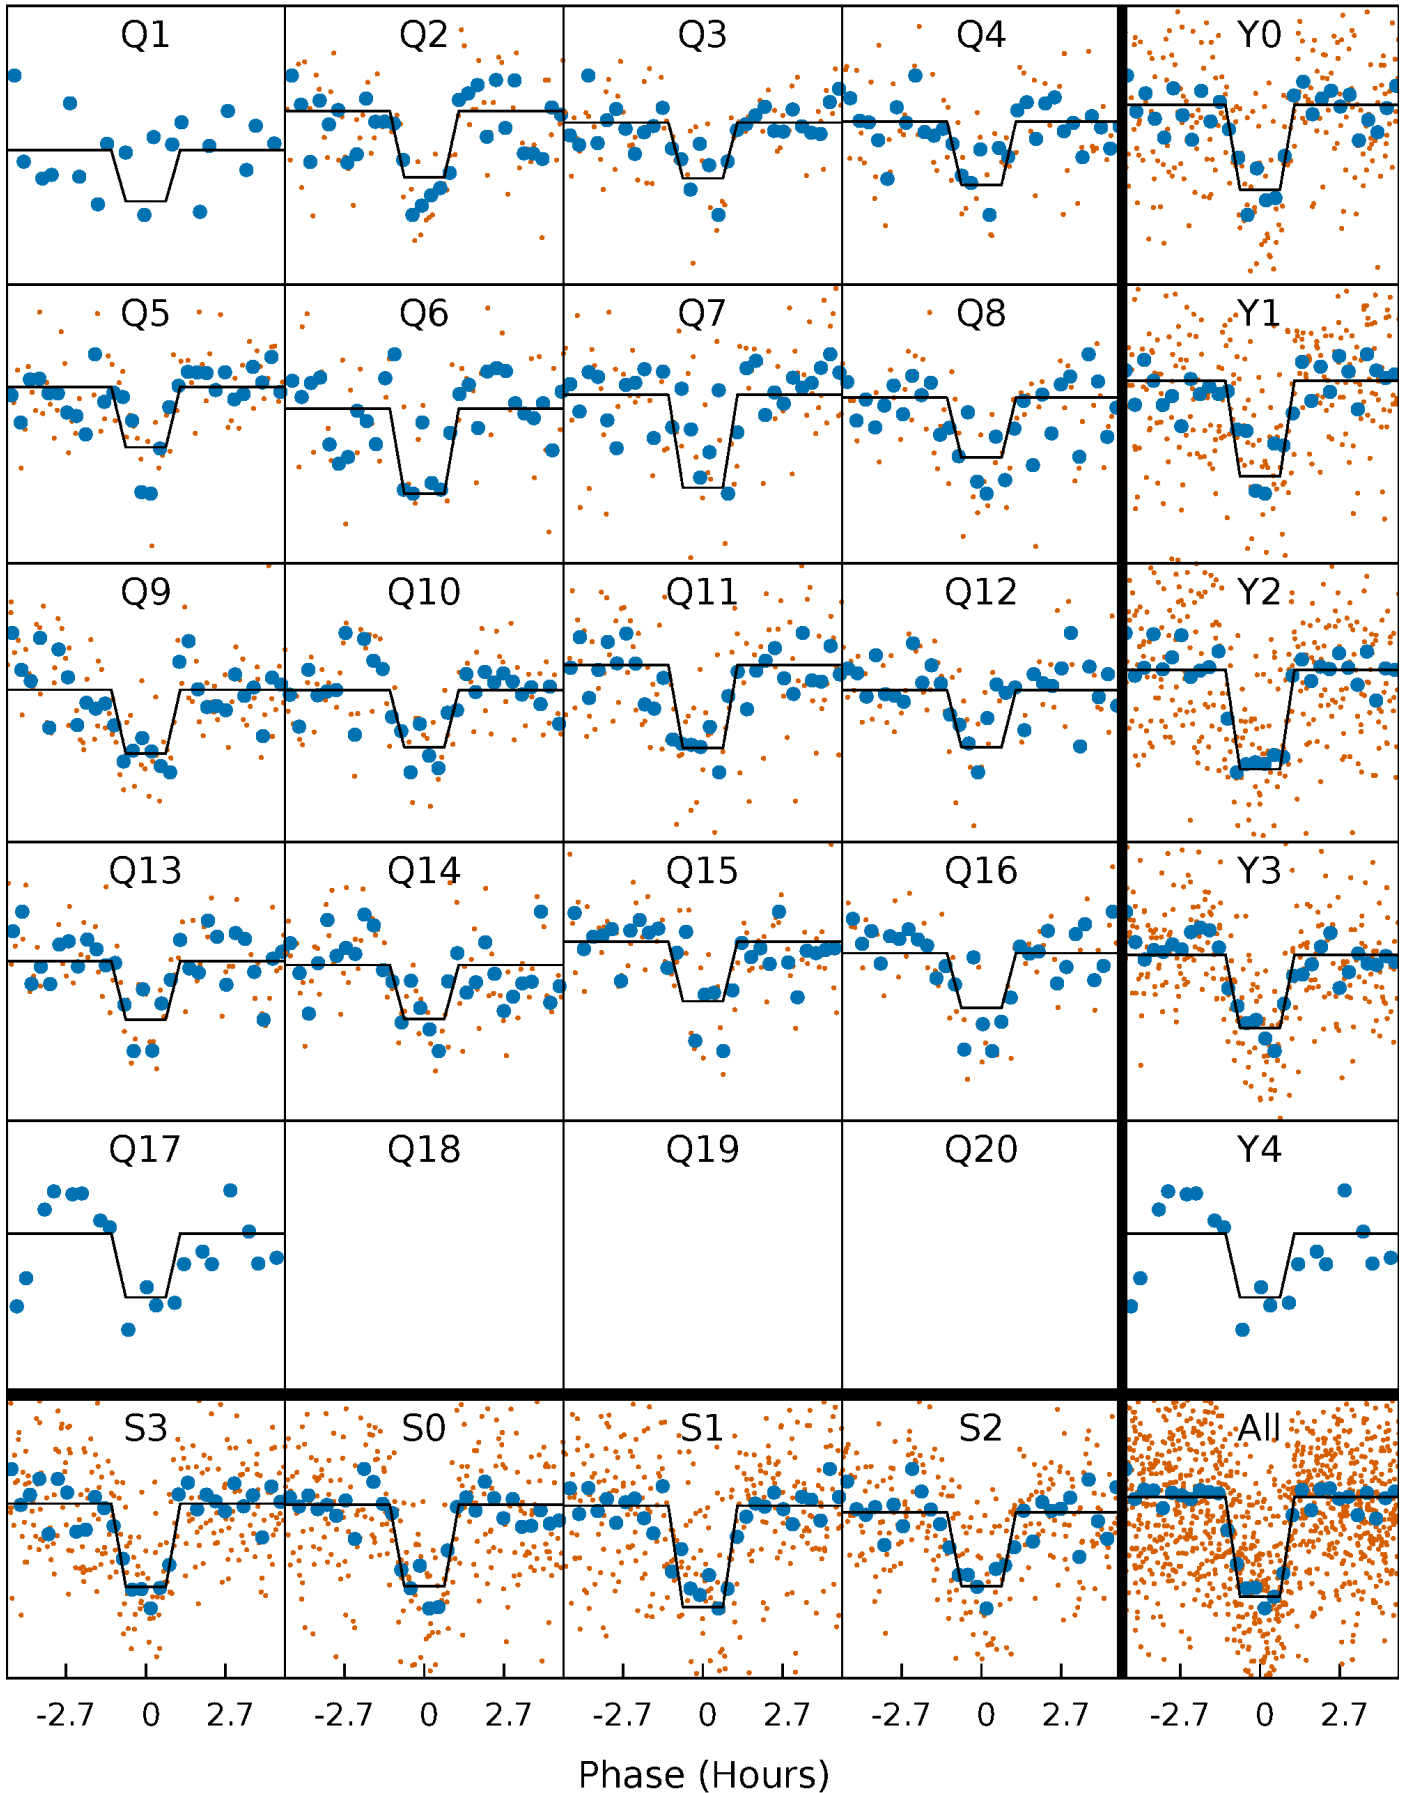 Q1 Q2 Q3 Q4 Y0
Q5 Q6 Q7 Q8 Y1
Q9 Q10 Q11 Q12 Y2
Q13 Q14 Q15 Q16 Y3
Q17 Q18 Q19 Q20 Y4
S3 S0 S1 S2 All
-2.7 0 2.7 -2.7 0 2.7 -2.7 0 2.7 -2.7 0 2.7 -2.7 0 2.7
Phase (Hours)